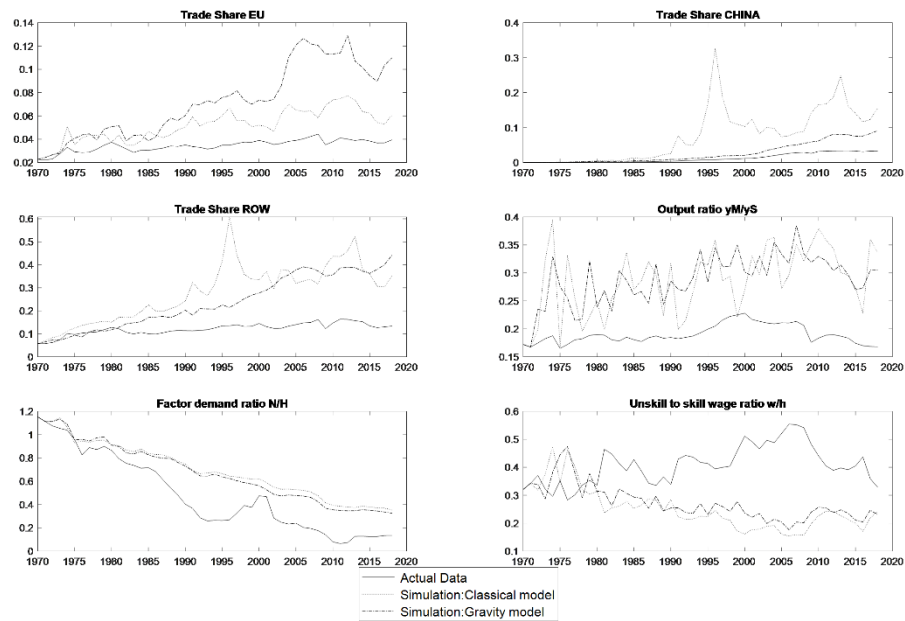 Trade Share EU
0.14
0.12
0.1
0.08
0.06
0.04
0.02
1970 1975 1980 1985 1990 1995 2000 2005 2010 2015 2020
Trade Share CHINA
0.4
0.3
0.2
0.1
0
1970 1975 1980 1985 1990 1995 2000 2005 2010 2015 2020
Trade Share ROW
0.6
0.5
0.4
0.3
0.2
0.1
0
1970 1975 1980 1985 1990 1995 2000 2005 2010 2015 2020
Output ratio yM/yS
0.4
0.35
0.3
0.25
0.2
0.15
1970 1975 1980 1985 1990 1995 2000 2005 2010 2015 2020
Factor demand ratio N/H
1.2
1
0.8
0.6
0.4
0.2
0
1970 1975 1980 1985 1990 1995 2000 2005 2010 2015 2020
Unskill to skill wage ratio w/h
0.6
0.5
0.4
0.3
0.2
0.1
1970 1975 1980 1985 1990 1995 2000 2005 2010 2015 2020
Actual Data
Simulation:Classical model
Simulation:Gravity model